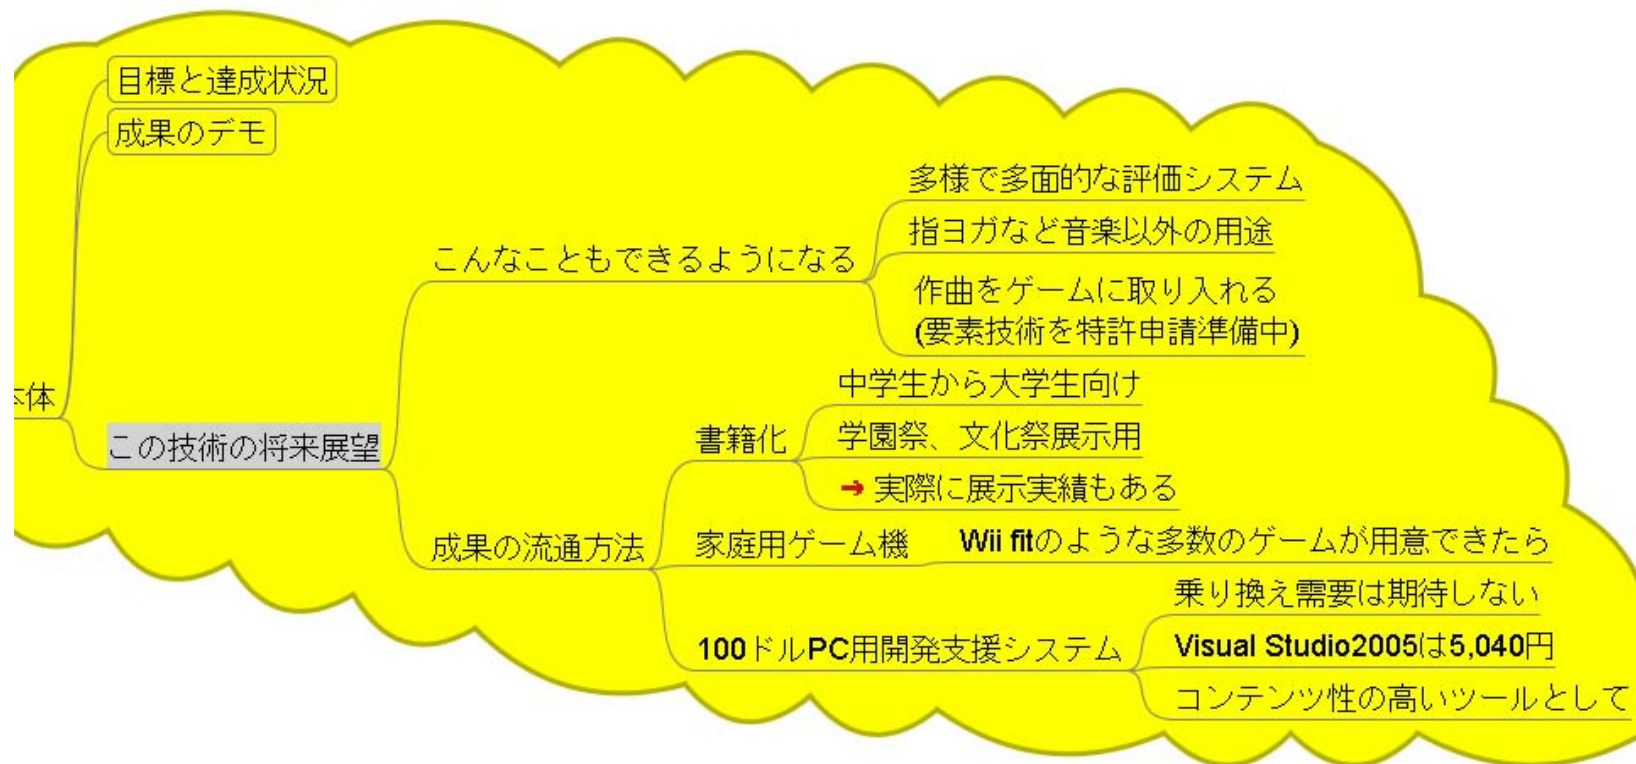 目標と達成状況
成果のデモ
多様で多面的な評価システム
指ヨガなど音楽以外の用途
こんなこともできるようになる
作曲をゲームに取り入れる
(要素技術を特許申請準備中)
本体
この技術の将来展望
中学生から大学生向け
書籍化
学園祭、文化祭展示用
→ 実際に展示実績もある
成果の流通方法
家庭用ゲーム機
Wii fitのような多数のゲームが用意できたら
乗り換え需要は期待しない
100ドルPC用開発支援システム
Visual Studio2005は5,040円
コンテンツ性の高いツールとして